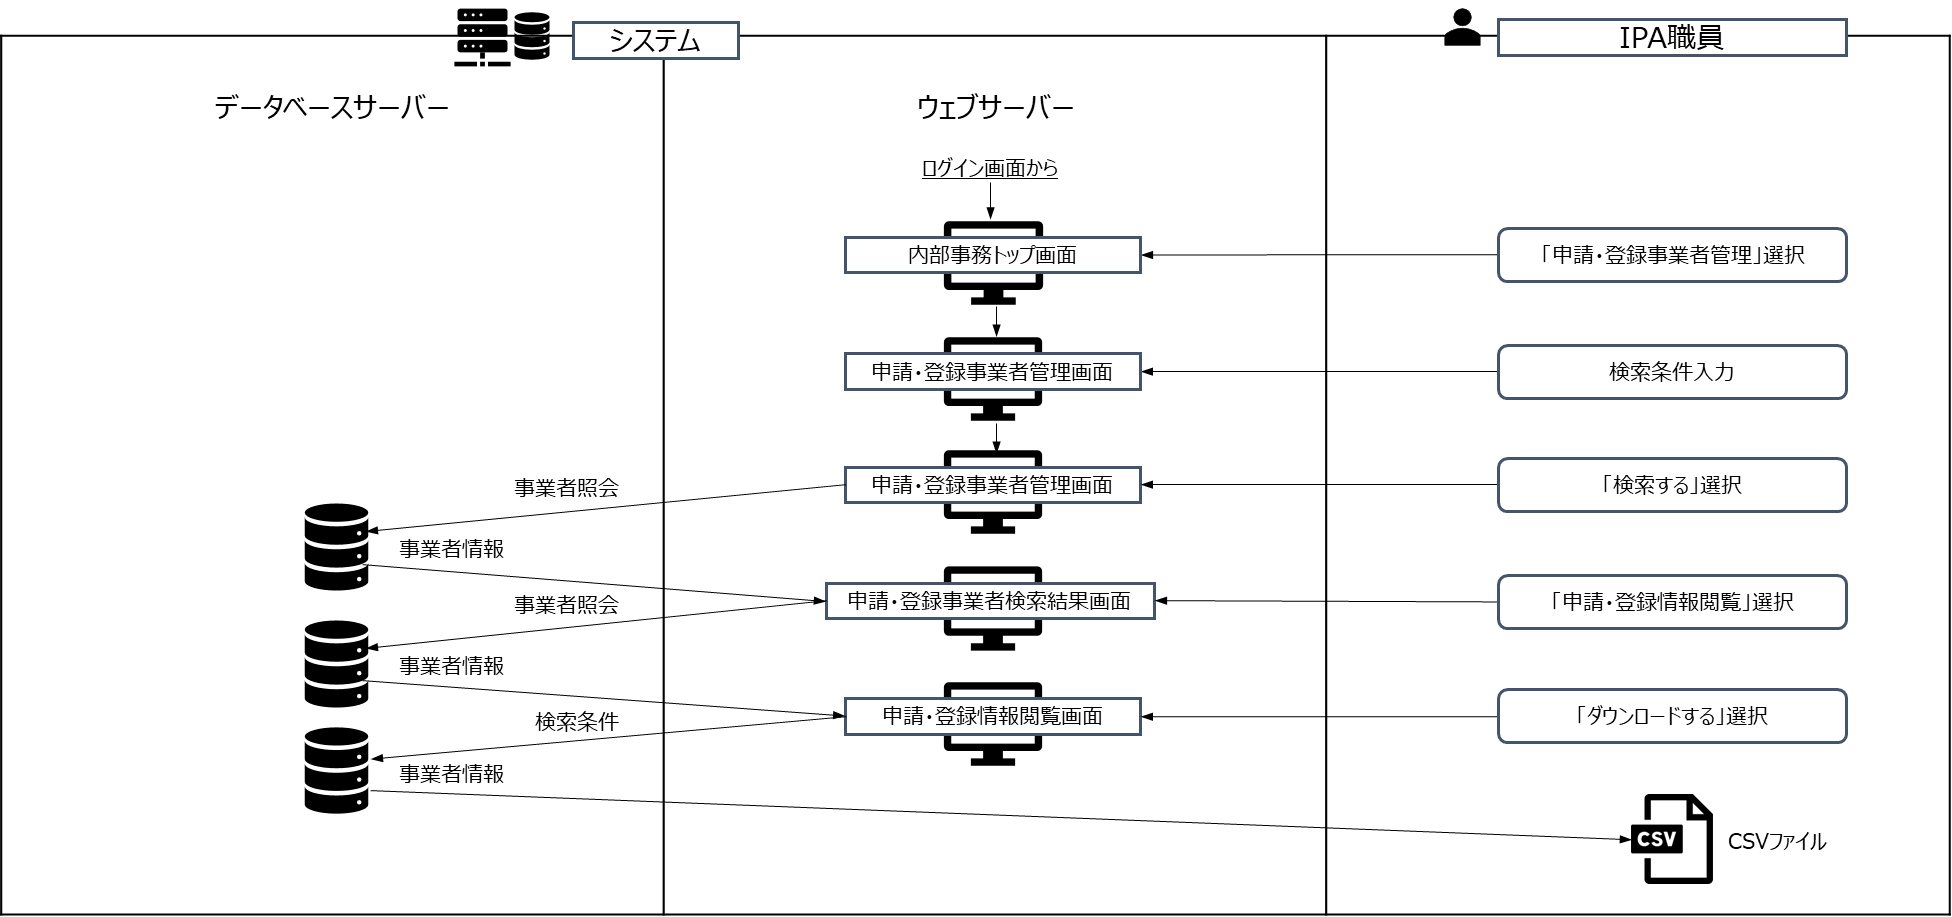 システム
IPA職員
データベースサーバー
ウェブサーバー
ログイン画面から
内部事務トップ画面
「申請・登録事業者管理」選択
申請・登録事業者管理画面
検索条件入力
申請・登録事業者管理画面
「検索する」選択
事業者照会
事業者情報
申請・登録事業者検索結果画面
「申請・登録情報閲覧」選択
事業者照会
事業者情報
申請・登録情報閲覧画面
「ダウンロードする」選択
検索条件
事業者情報
CSV
CSVファイル